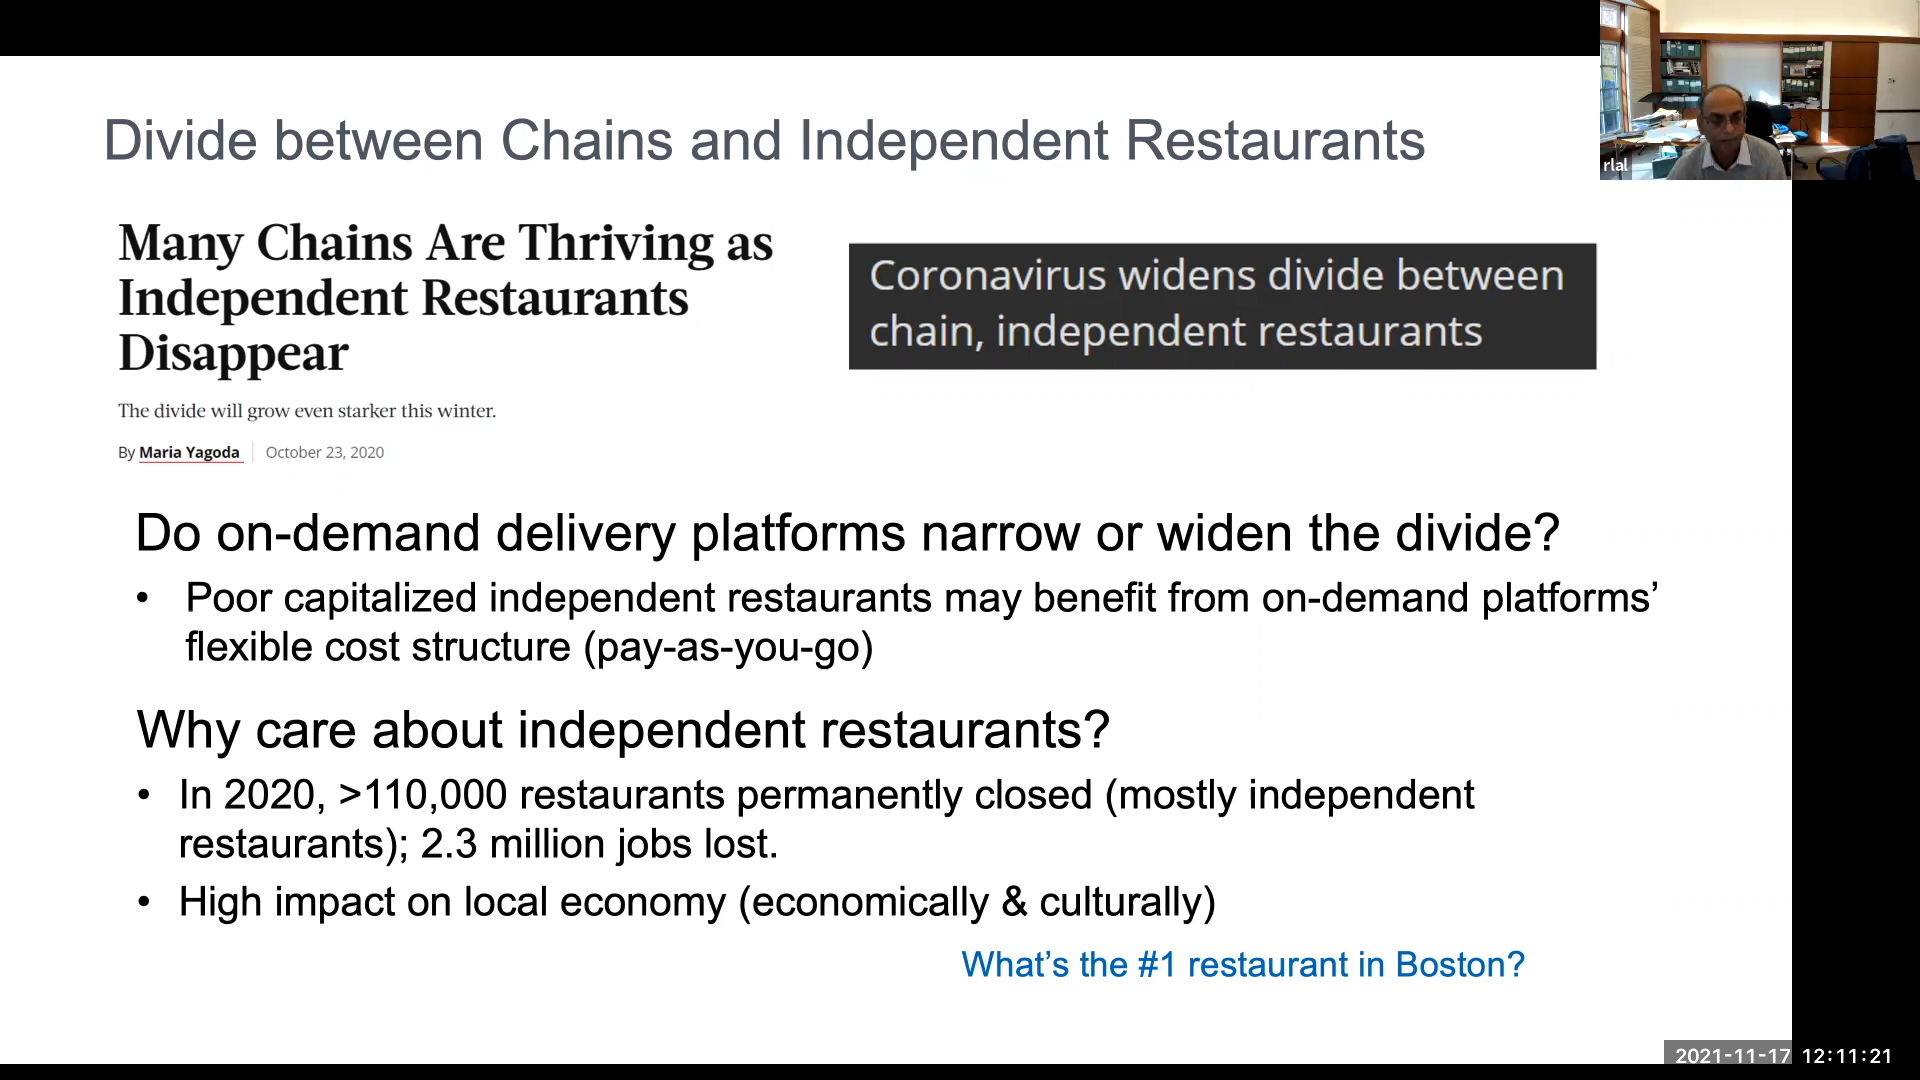 Divide between Chains and Independent Restaurants
rlal
Many Chains Are Thriving as
Independent Restaurants
Disappear
The divide will grow even starker this winter.
By Maria Yagoda October 23, 2020
Coronavirus widens divide between
chain, independent restaurants
Do on-demand delivery platforms narrow or widen the divide?
• Poor capitalized independent restaurants may benefit from on-demand platforms’
flexible cost structure (pay-as-you-go)
Why care about independent restaurants?
• In 2020, >110,000 restaurants permanently closed (mostly independent
restaurants); 2.3 million jobs lost.
• High impact on local economy (economically & culturally)
What’s the #1 restaurant in Boston?
2021-11-17 12:11:21